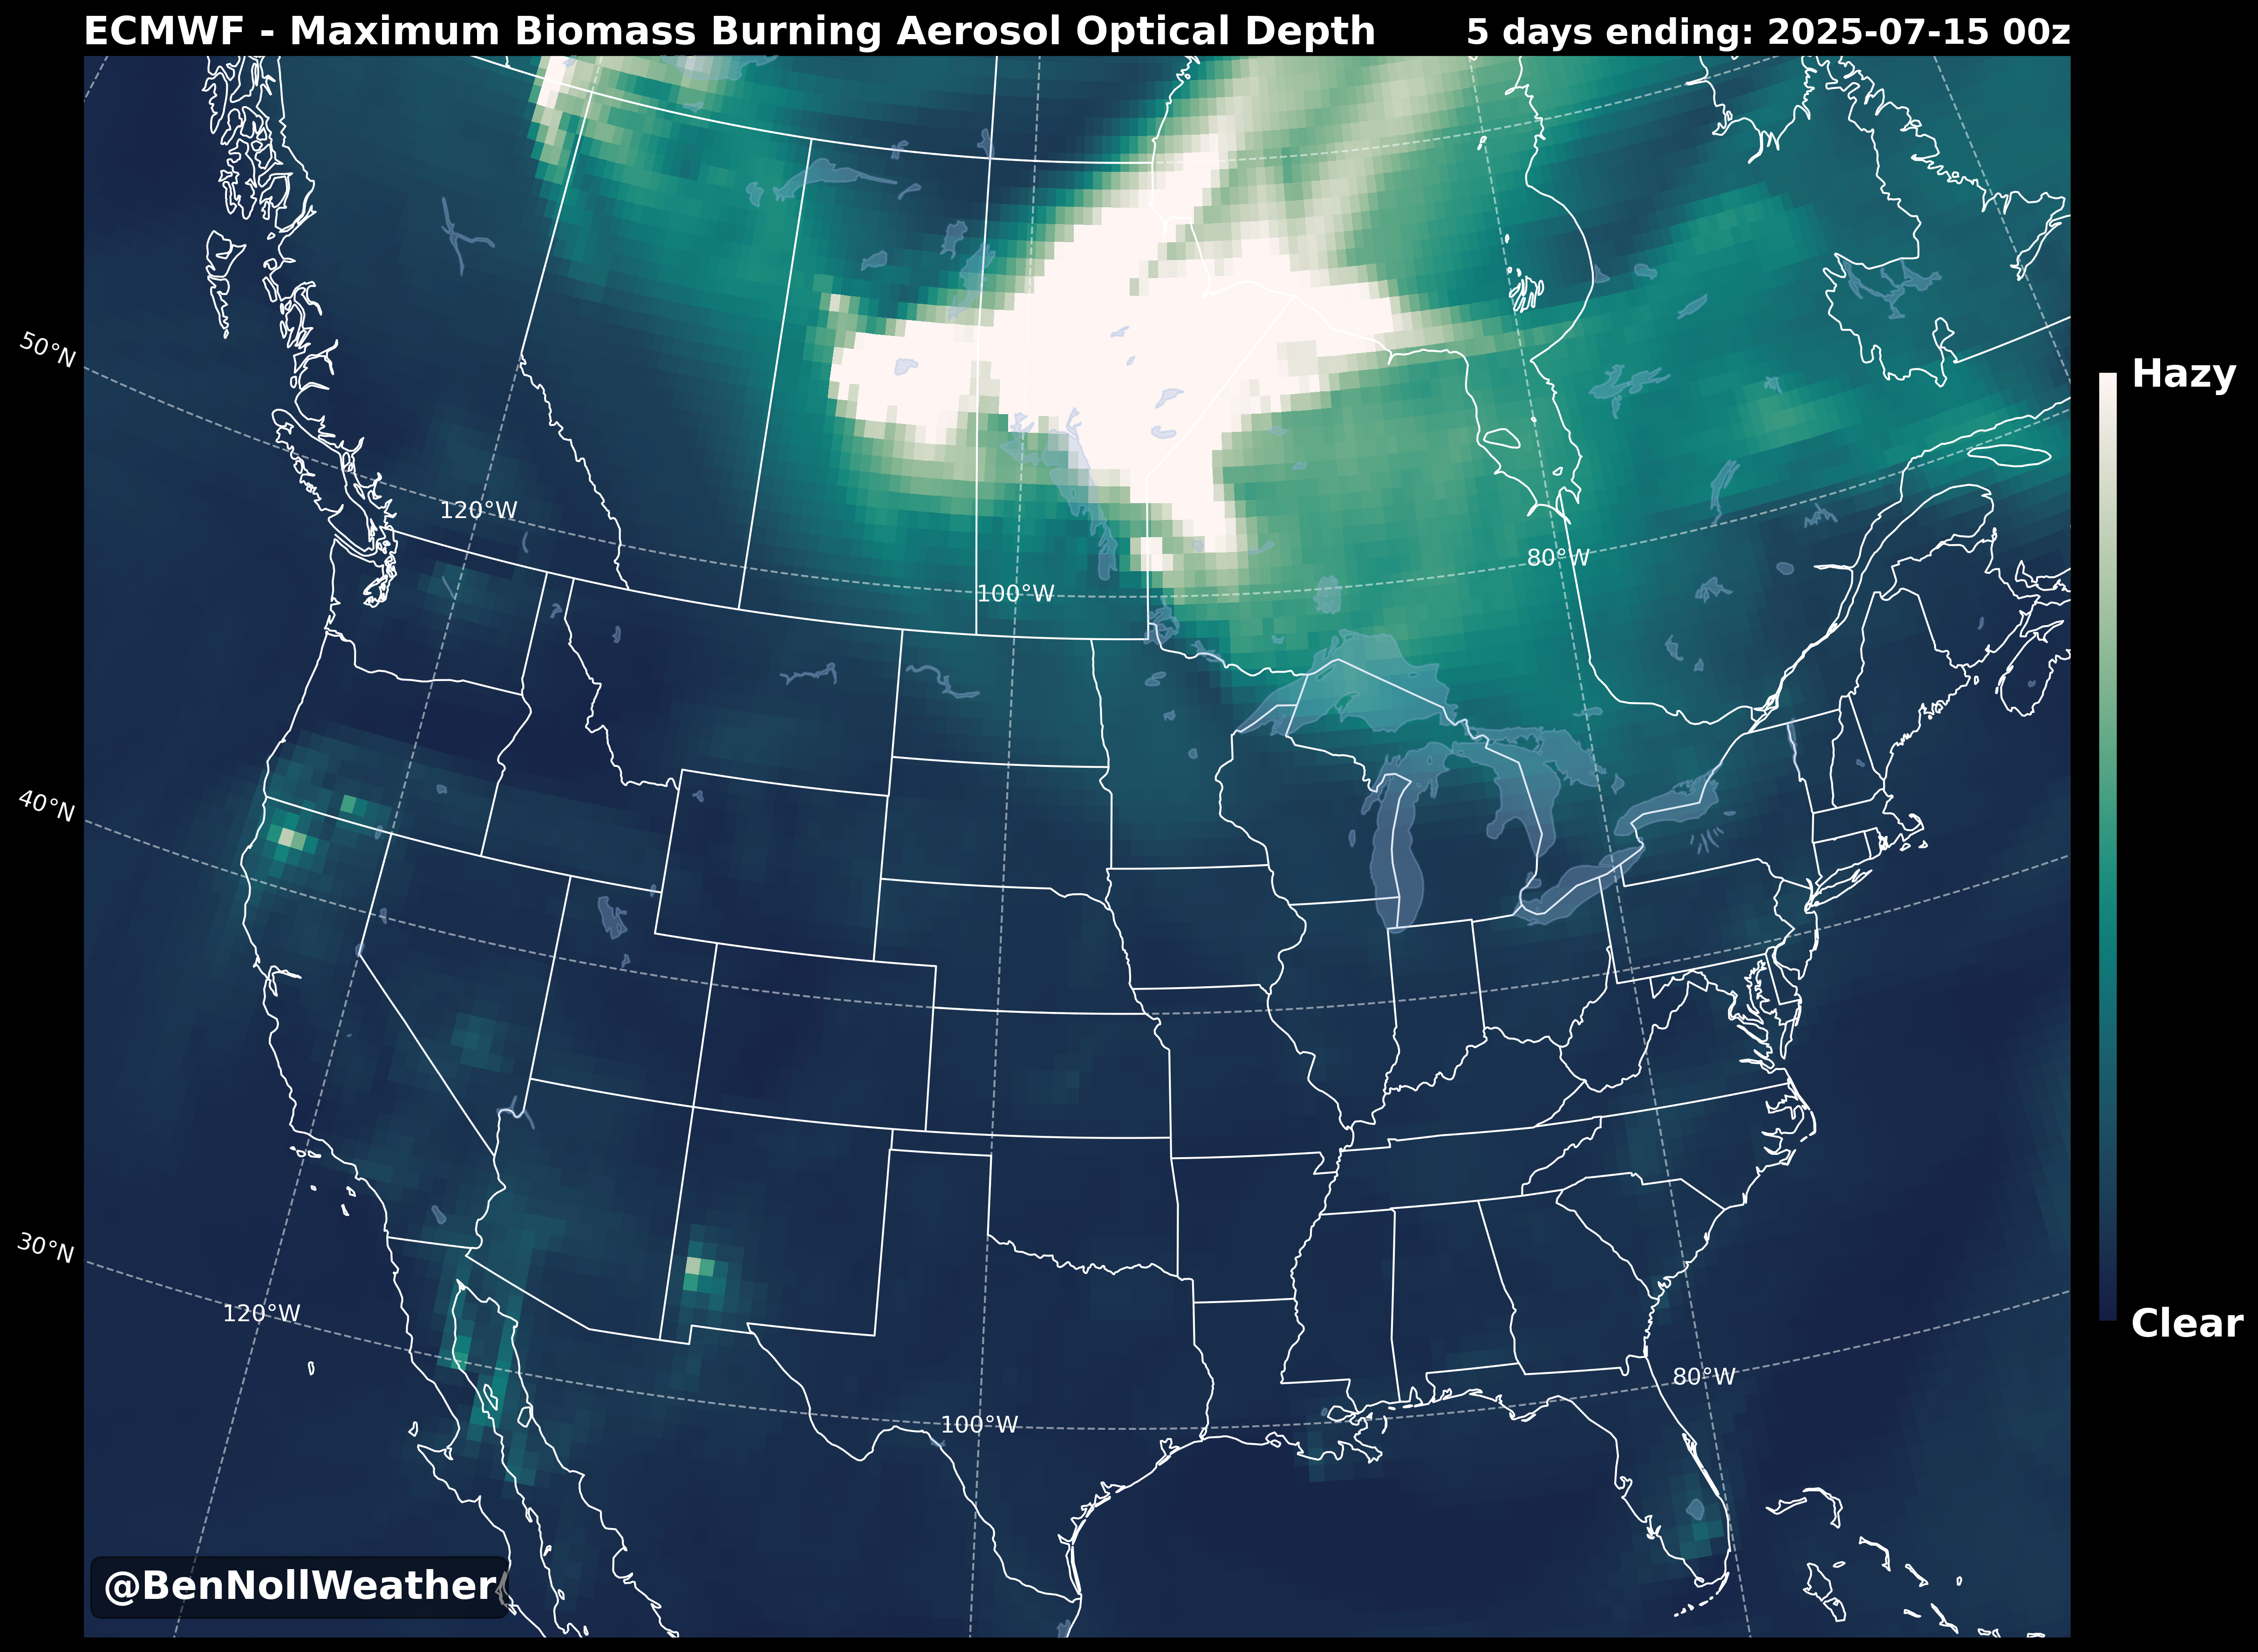 ECMWF - Maximum Biomass Burning Aerosol Optical Depth
5 days ending: 2025-07-15 00z
50°N
Hazy
120°W
80°W
100°W
40°N
30°N
120°W
Clear
80°W
100°W
@BenNollWeather